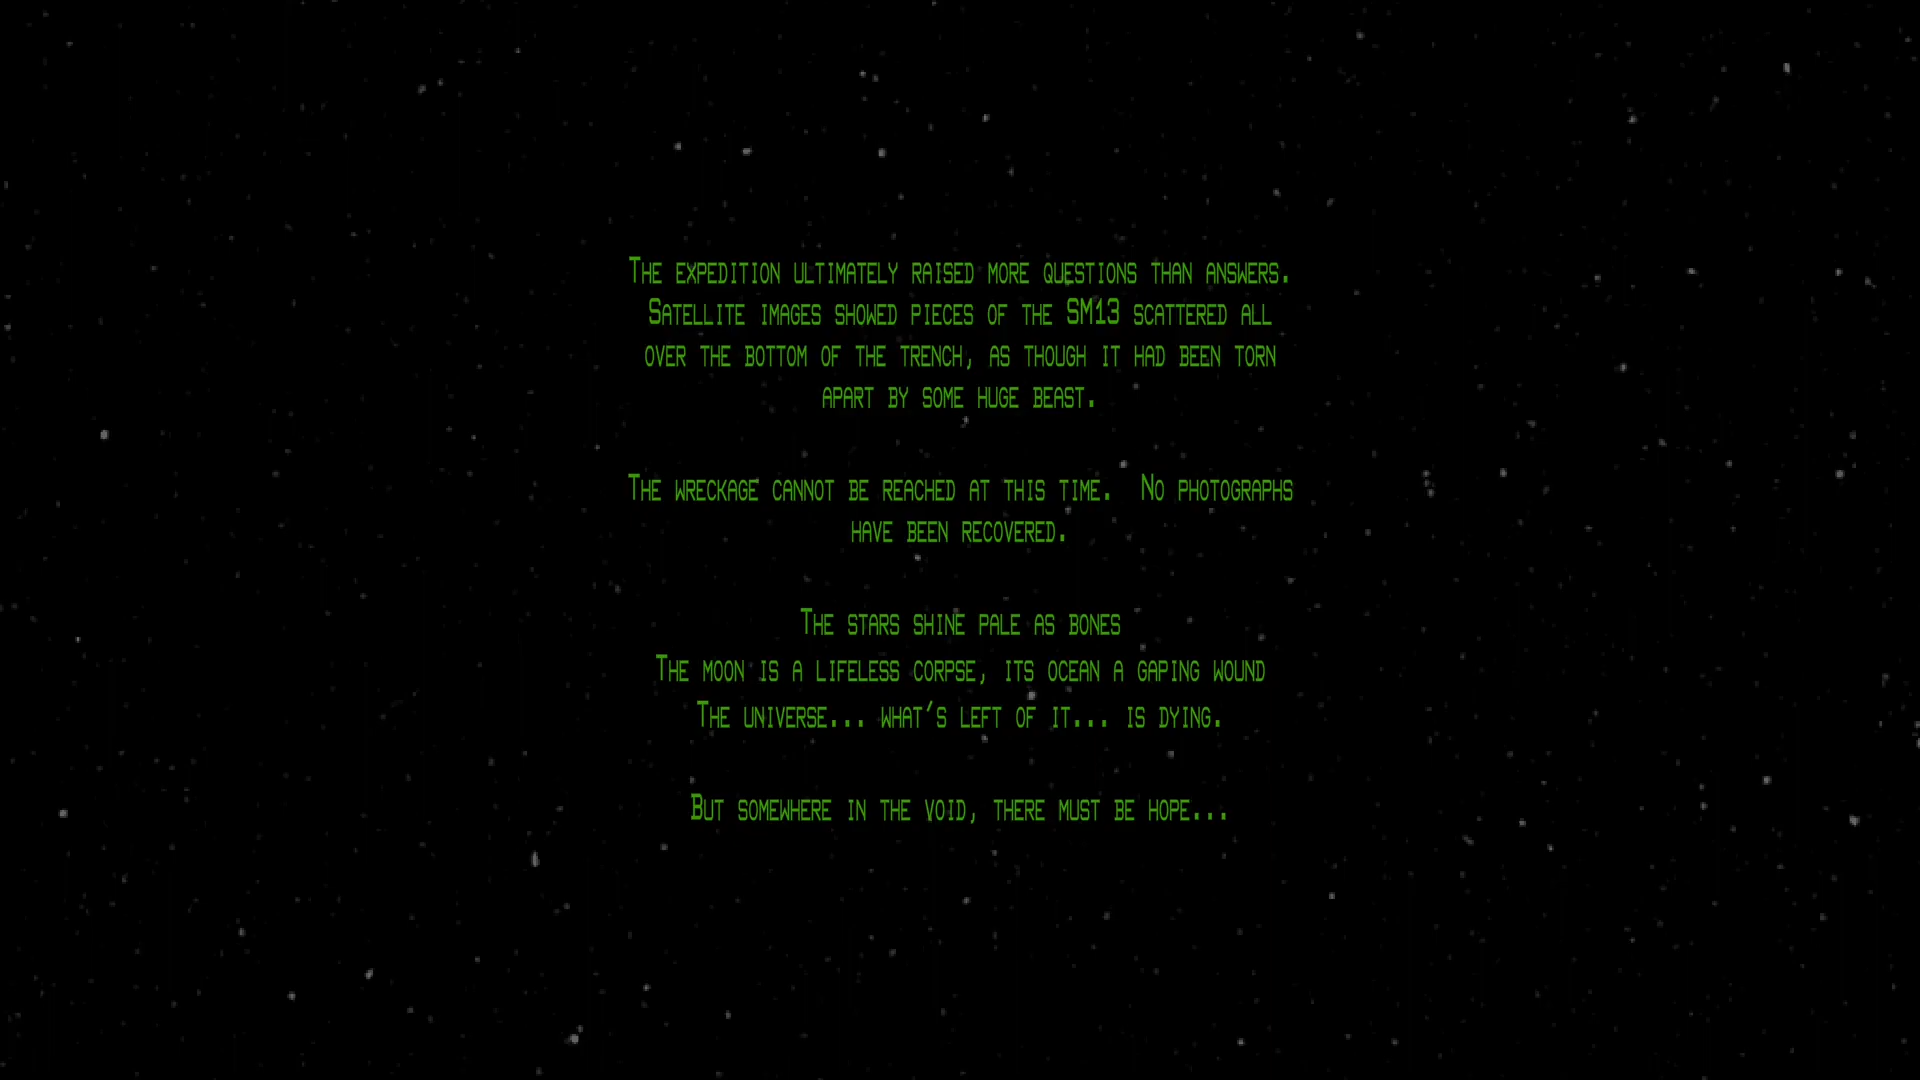 The expedition ultimately raised more questions than answers.
Satellite images showed pieces of the SM13 scattered all
over the bottom of the trench, as though it had been torn
apart by some huge beast.
The wreckage cannot be reached at this time.  No photographs
have been recovered.
The stars shine pale as bones
The moon is a lifeless corpse, its ocean a gaping wound
The universe... what's left of it... is dying.
But somewhere in the void, there must be hope...